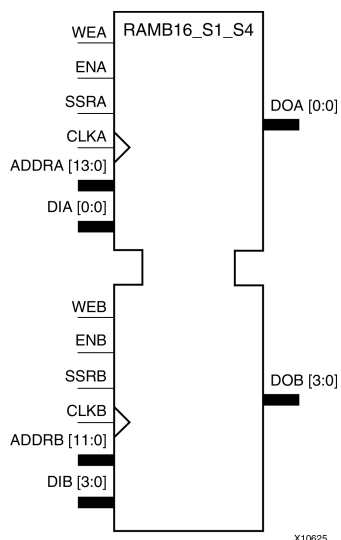 RAMB16_S1_S4
WEA
ENA
SSRA
CLKA
ADDRA [13:0]
DIA [0:0]
DOA [0:0]
WEB
ENB
SSRB
CLKB
ADDRB [11:0]
DIB [3:0]
DOB [3:0]
X10625